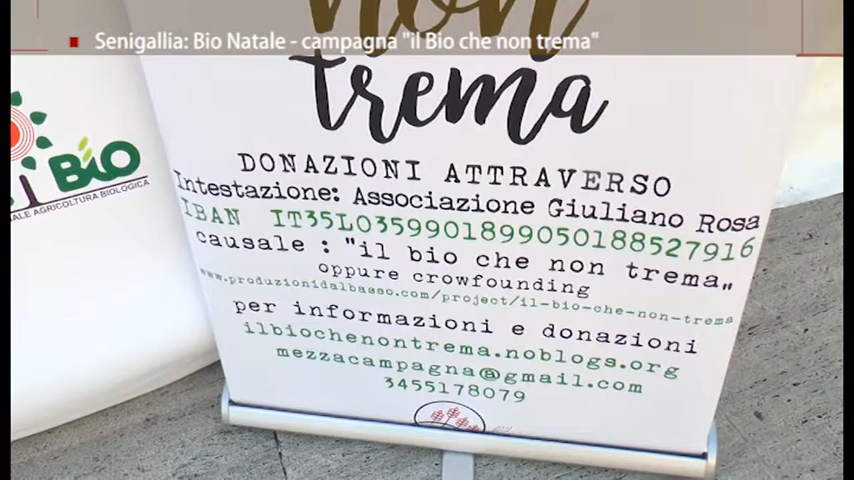 non
Senigallia: Bio Natale - campagna "il Bio che non trema"
trema
BIO
ALE AGRICOLTURA BIOLOGICA
DONAZIONI ATTRAVERSO
Intestazione: Associazione Giuliano Rosa
IBAN IT35L0359901899050188527916
causale : "il bio che non trema"
oppure crowfounding
www.produzionidalbasso.com/project/il-bio-che-non-trema
per informazioni e donazioni
ilbiochenontrema.noblogs.org
mezzacampagna@gmail.com
3455178079